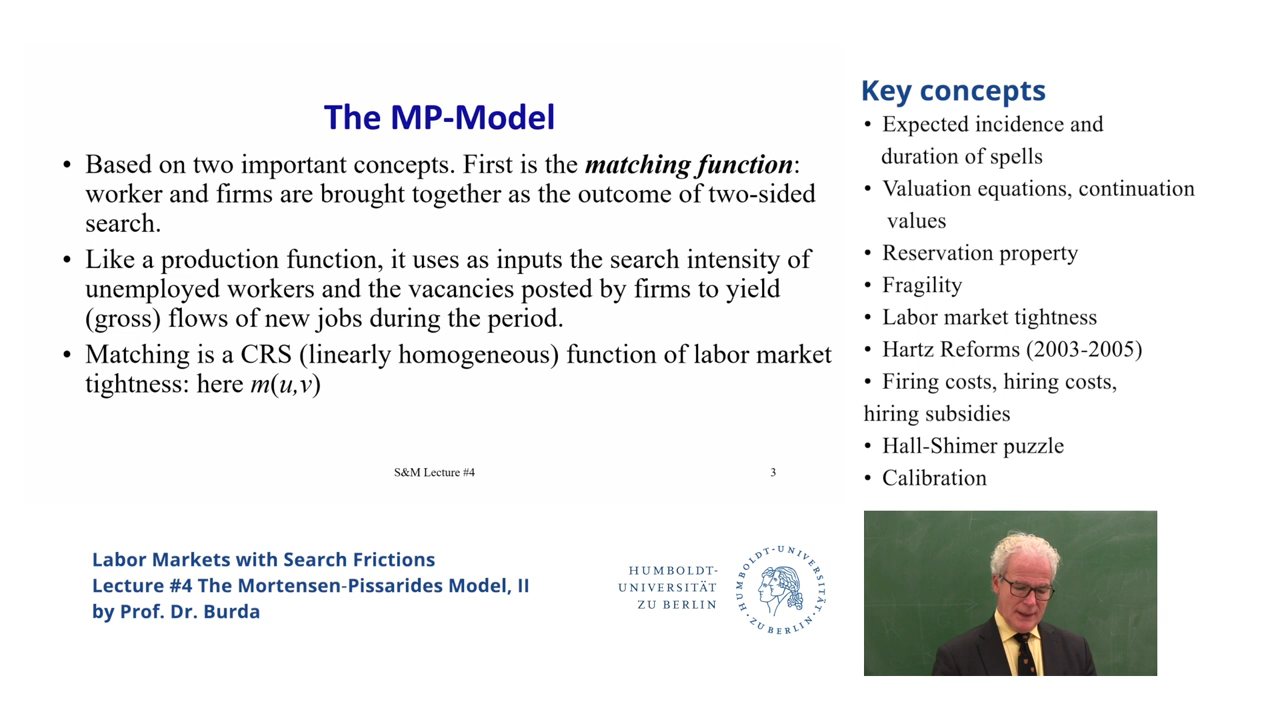 The MP-Model
• Based on two important concepts. First is the matching function:
worker and firms are brought together as the outcome of two-sided
search.
• Like a production function, it uses as inputs the search intensity of
unemployed workers and the vacancies posted by firms to yield
(gross) flows of new jobs during the period.
• Matching is a CRS (linearly homogeneous) function of labor market
tightness: here m(u,v)
S&M Lecture #4
3
Key concepts
• Expected incidence and
duration of spells
• Valuation equations, continuation
values
• Reservation property
• Fragility
• Labor market tightness
• Hartz Reforms (2003-2005)
• Firing costs, hiring costs,
hiring subsidies
• Hall-Shimer puzzle
• Calibration
Labor Markets with Search Frictions
Lecture #4 The Mortensen-Pissarides Model, II
by Prof. Dr. Burda
HUMBOLDT-
UNIVERSITÄT
ZU BERLIN
HUMBOLDT-UNIVERSITÄT
ZU BERLIN